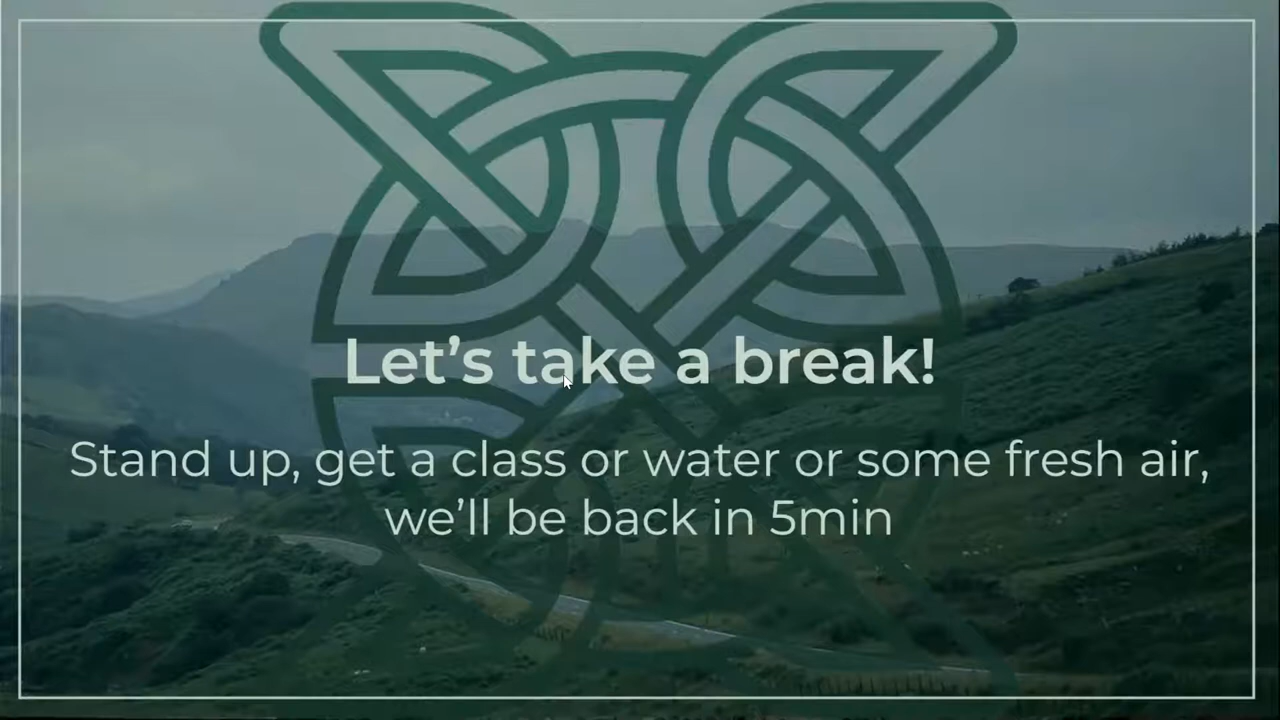 Let’s take a break!
Stand up, get a class or water or some fresh air,
we’ll be back in 5min